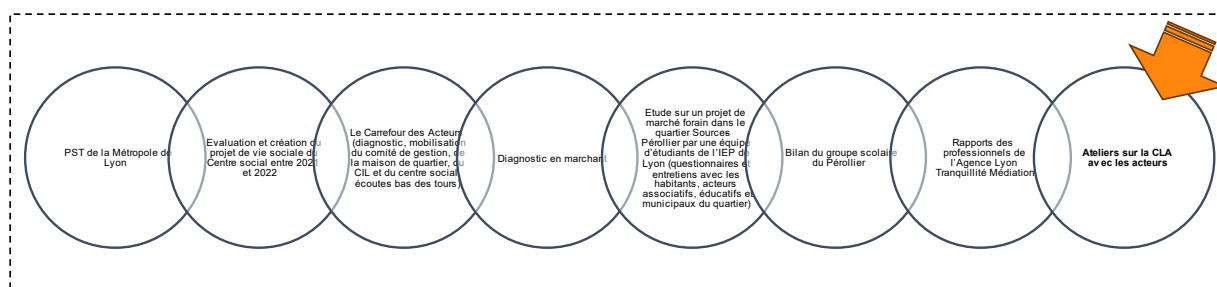 PST de la Métropole de
Lyon
Evaluation et création du
projet de vie sociale du
Centre social entre 2021
et 2022
Le Carrefour des Acteurs
(diagnostic, mobilisation
du comité de gestion, de
la maison de quartier, du
CIL et du centre social,
écoutes bas des tours)
Diagnostic en marchant
Etude sur un projet de
marché forain dans le
quartier Sources
Pérollier par une équipe
d'étudiants de l'IEP de
Lyon (questionnaires et
entretiens avec les
habitants, acteurs
associatifs, éducatifs et
municipaux du quartier)
Bilan du groupe scolaire
du Pérollier
Rapports des
professionnels de
l'Agence Lyon
Tranquillité Médiation
Ateliers sur la CLA
avec les acteurs